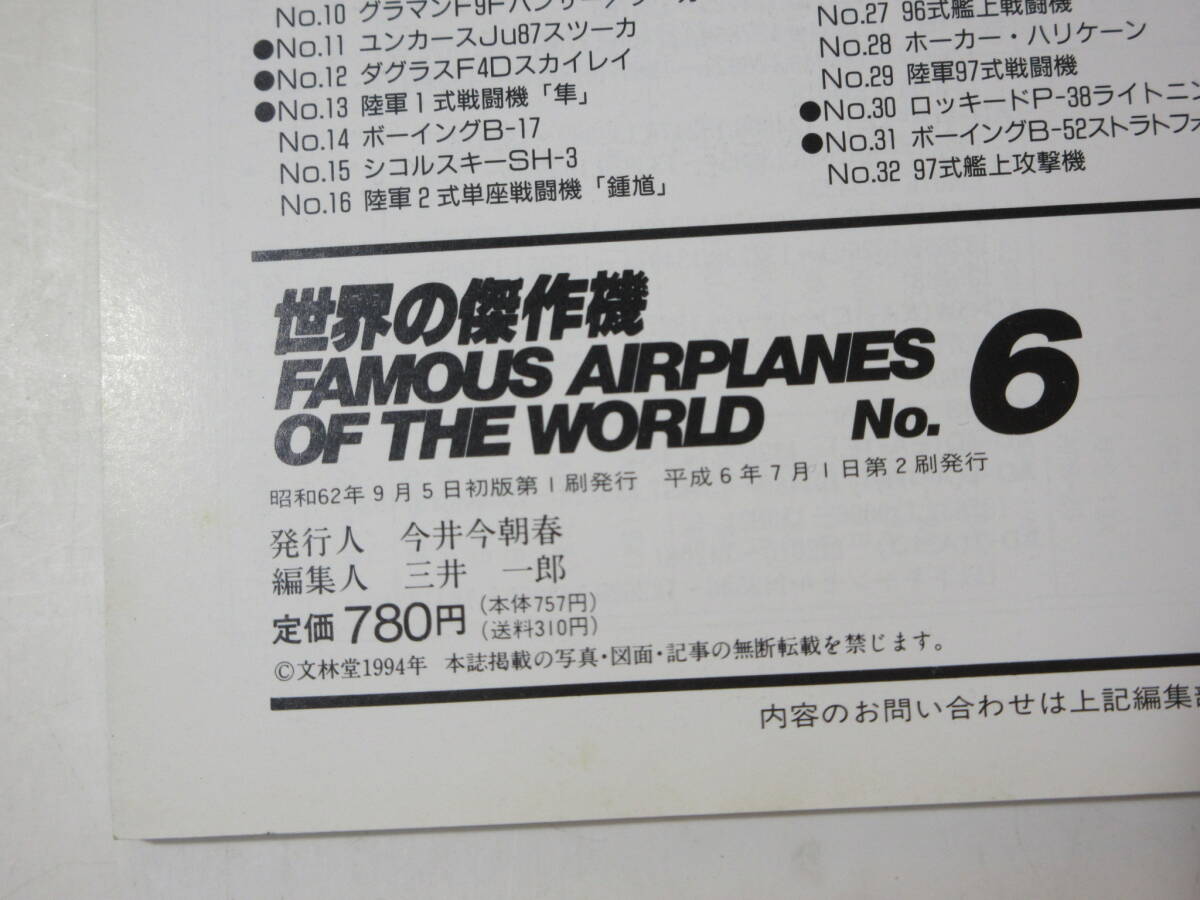 No.10 グラマンF9Fパンサー/クーガー
●No.11 ユンカースJu87スツーカ
●No.12 ダグラスF4Dスカイレイ
●No.13 陸軍1式戦闘機「隼」
No.14 ボーイングB-17
No.15 シコルスキーSH-3
No.16 陸軍2式単座戦闘機「鍾馗」
No.27 96式艦上戦闘機
No.28 ホーカー・ハリケーン
No.29 陸軍97式戦闘機
●No.30 ロッキードP-38ライトニン
●No.31 ボーイングB-52ストラトフォ
No.32 97式艦上攻撃機
世界の傑作機
FAMOUS AIRPLANES
OF THE WORLD No. 6
昭和62年9月5日初版第1刷発行 平成6年7月1日第2刷発行
発行人 今井今朝春
編集人 三井 一郎
定価780円 (本体757円)
(送料310円)
©文林堂1994年 本誌掲載の写真・図面・記事の無断転載を禁じます。
内容のお問い合わせは上記編集部